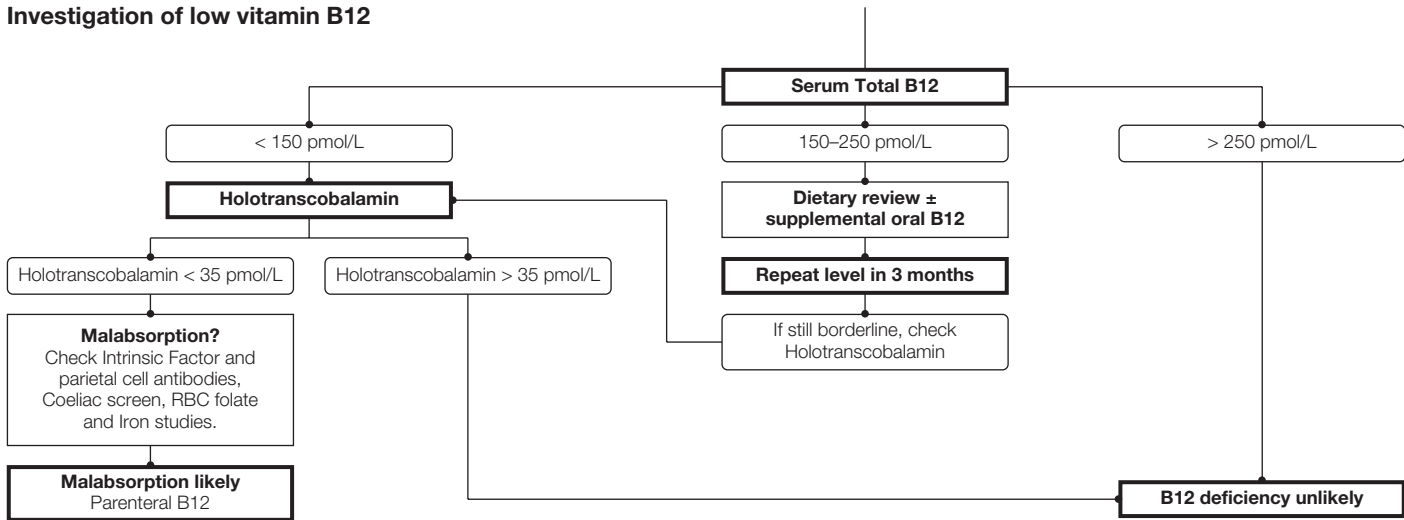 Investigation of low vitamin B12
Serum Total B12
< 150 pmol/L
150–250 pmol/L
> 250 pmol/L
Holotranscobalamin
Dietary review ±
supplemental oral B12
Holotranscobalamin < 35 pmol/L
Holotranscobalamin > 35 pmol/L
Repeat level in 3 months
Malabsorption?
Check Intrinsic Factor and
parietal cell antibodies,
Coeliac screen, RBC folate
and Iron studies.
If still borderline, check
Holotranscobalamin
Malabsorption likely
Parenteral B12
B12 deficiency unlikely